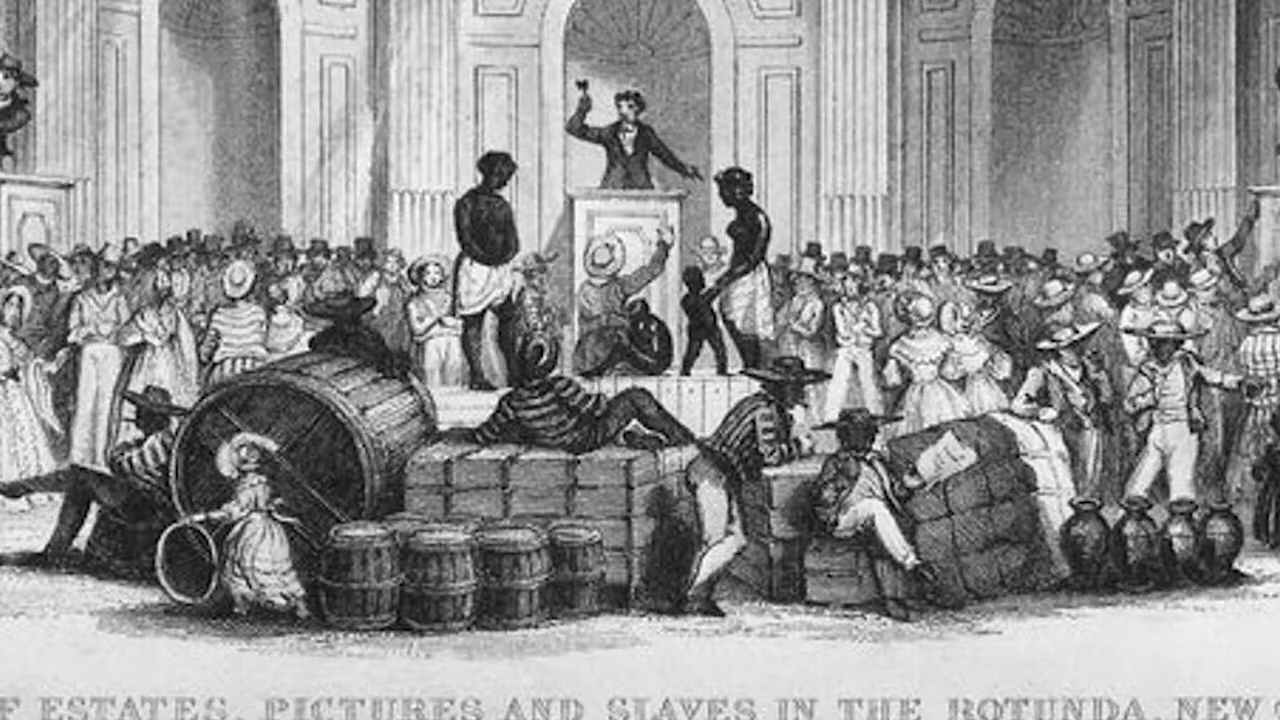 F ESTATES, PICTURES AND SLAVES IN THE ROTUNDA, NEW